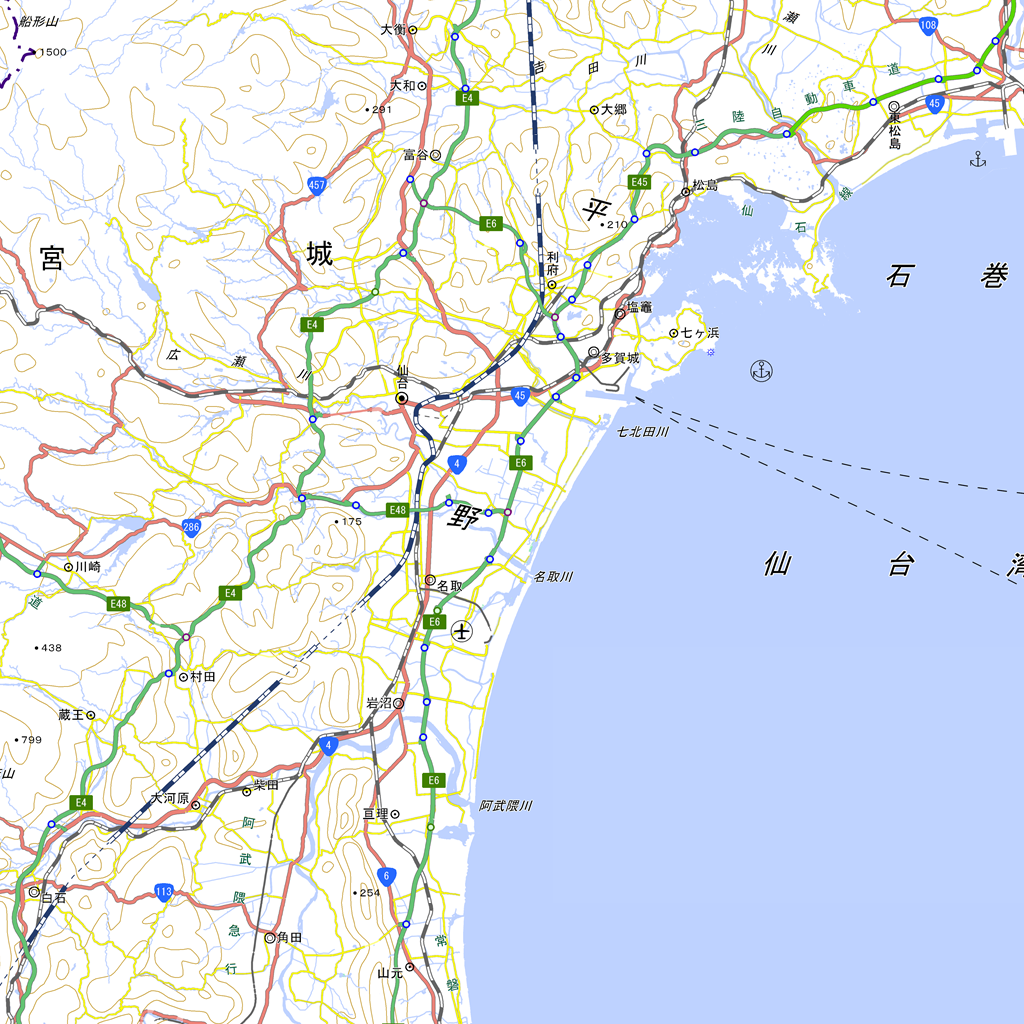 船形山
1500
大衡
瀬
川
108
吉田川
大和
E4
291
大郷
三陸自動車道
45
東松島
富谷
457
E45
松島
仙石線
平
210
E6
宮
城
利府
石巻
塩竈
七ヶ浜
E4
広瀬川
多賀城
仙台
45
七北田川
4
E6
E48
野
286
175
仙台湾
川崎
名取
名取川
道
E48
E4
E6
438
村田
岩沼
蔵王
799
山
4
E6
大河原
柴田
E4
阿武隈川
亘理
阿武隈急行
6
113
254
白石
角田
常磐
山元